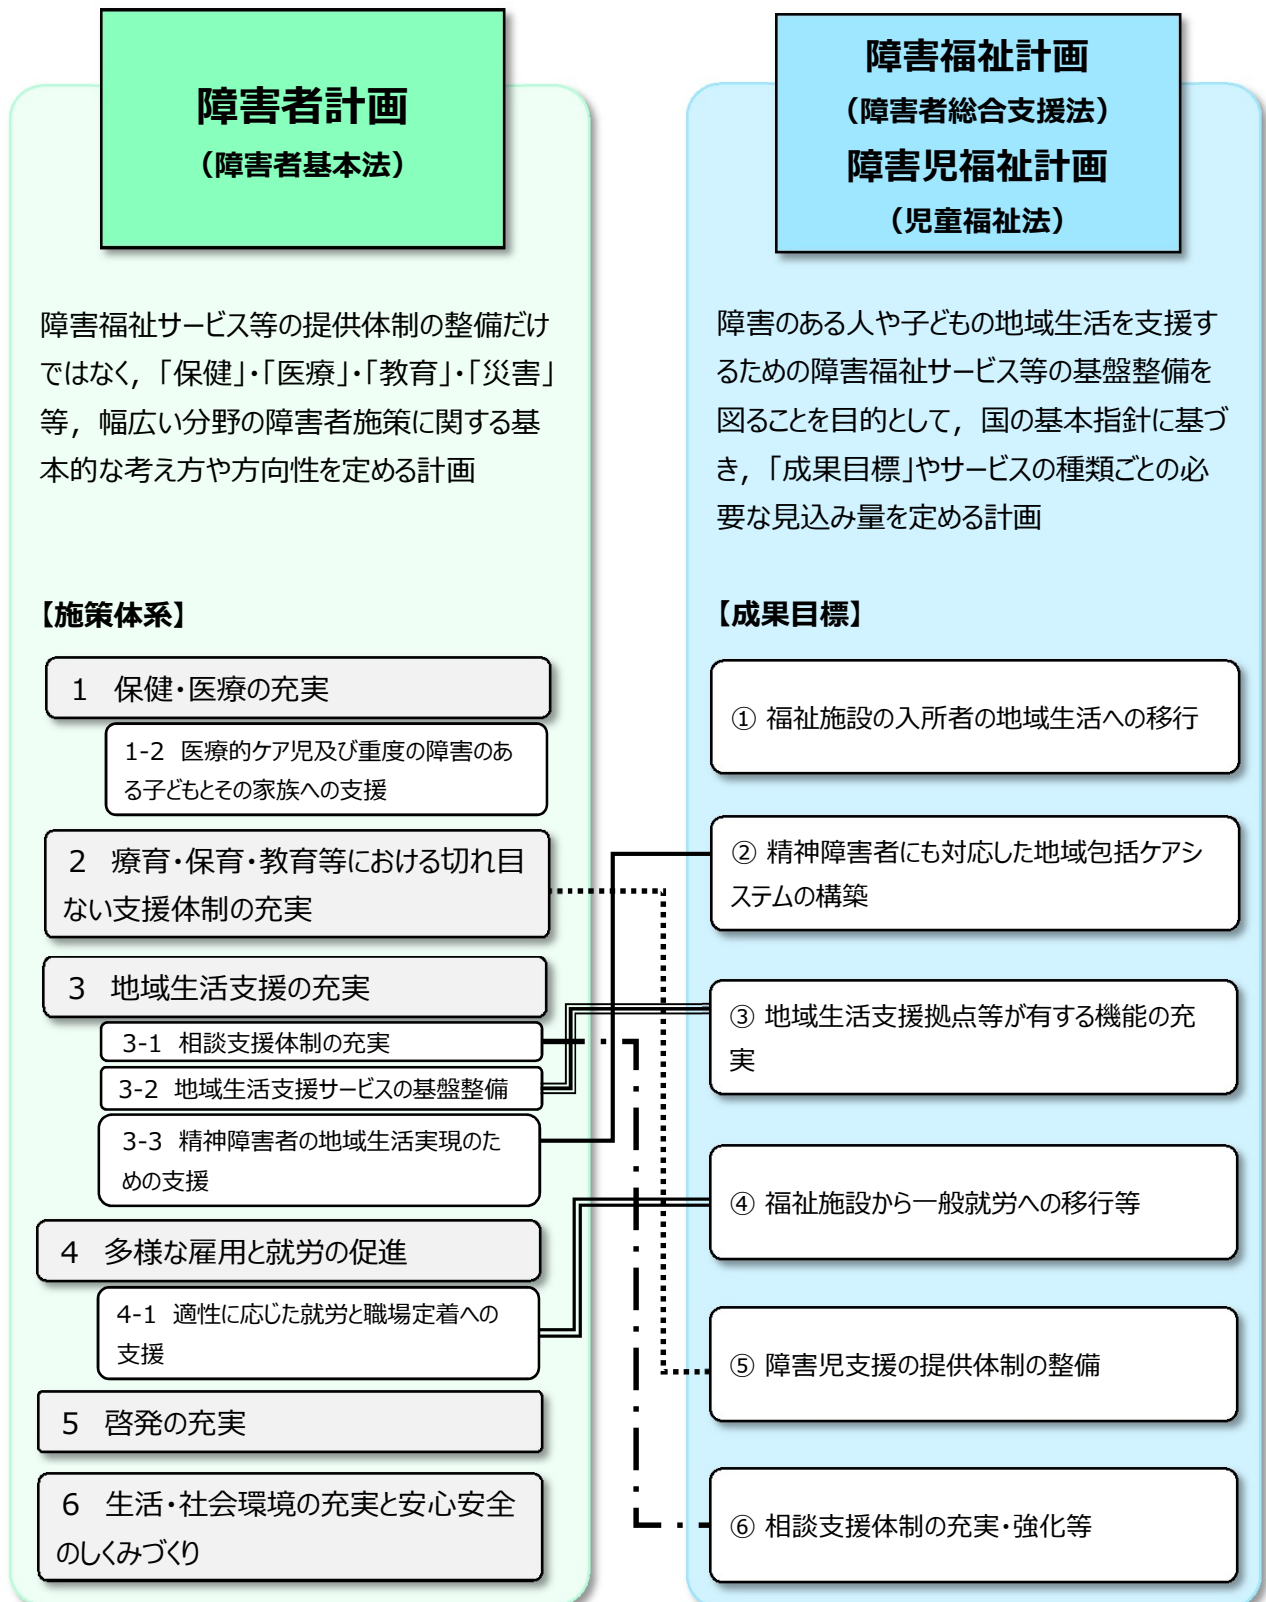 障害者計画
（障害者基本法）
障害福祉サービス等の提供体制の整備だけ
ではなく，「保健」・「医療」・「教育」・「災害」
等，幅広い分野の障害者施策に関する基
本的な考え方や方向性を定める計画
【施策体系】
1　保健・医療の充実
1-2　医療的ケア児及び重度の障害のあ
る子どもとその家族への支援
2　療育・保育・教育等における切れ目
ない支援体制の充実
3　地域生活支援の充実
3-1　相談支援体制の充実
3-2　地域生活支援サービスの基盤整備
3-3　精神障害者の地域生活実現のた
めの支援
4　多様な雇用と就労の促進
4-1　適性に応じた就労と職場定着への
支援
5　啓発の充実
6　生活・社会環境の充実と安心安全
のしくみづくり
障害福祉計画
（障害者総合支援法）
障害児福祉計画
（児童福祉法）
障害のある人や子どもの地域生活を支援す
るための障害福祉サービス等の基盤整備を
図ることを目的として，国の基本指針に基づ
き，「成果目標」やサービスの種類ごとの必
要な見込み量を定める計画
【成果目標】
① 福祉施設の入所者の地域生活への移行
② 精神障害者にも対応した地域包括ケアシ
ステムの構築
③ 地域生活支援拠点等が有する機能の充
実
④ 福祉施設から一般就労への移行等
⑤ 障害児支援の提供体制の整備
⑥ 相談支援体制の充実・強化等